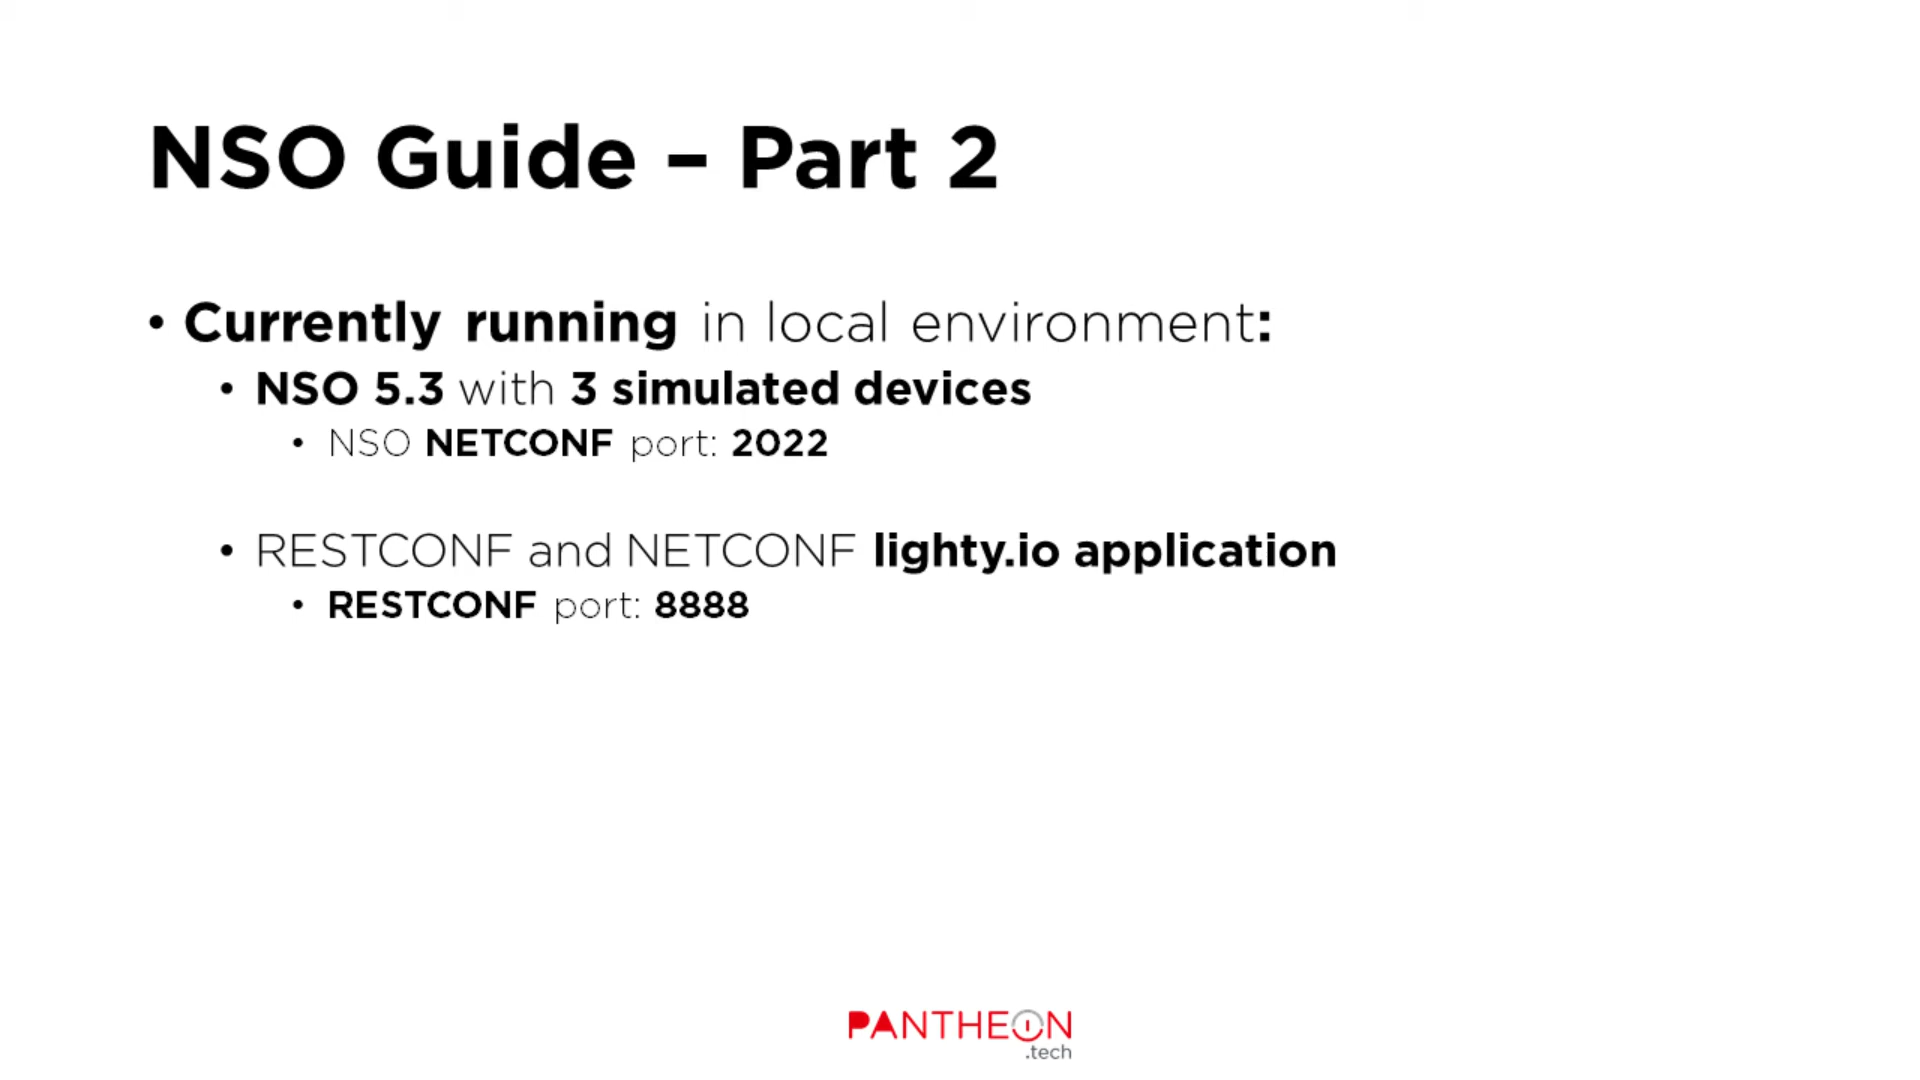 NSO Guide – Part 2
• Currently running in local environment:
• NSO 5.3 with 3 simulated devices
• NSO NETCONF port: 2022
• RESTCONF and NETCONF lighty.io application
• RESTCONF port: 8888
PANTHEON
.tech